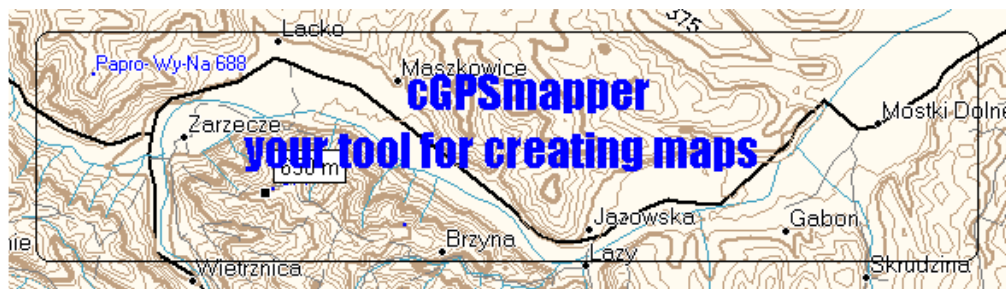 Lacko
375
Papro-Wy-Na 688
Maszkowice
cGPSmapper
Mostki Dolne
Zarzecze
your tool for creating maps
Jazowska
Gabon
Brzyna
Lazy
Wietrznica
Skrudzina